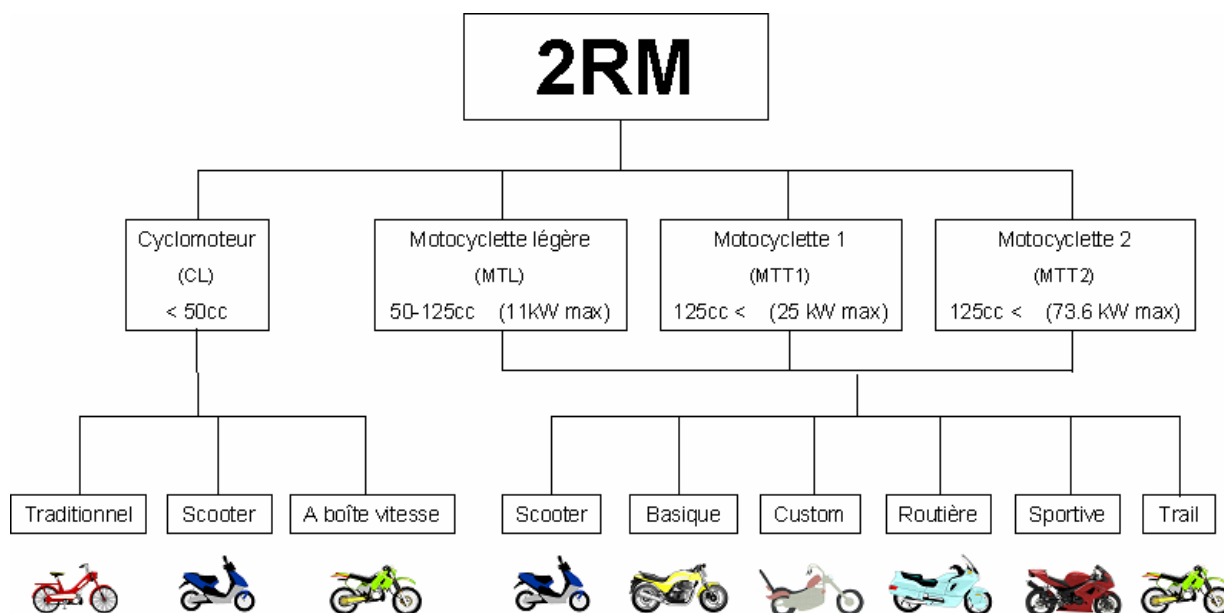 2RM
Cyclomoteur
(CL)
< 50cc
Motocyclette légère
(MTL)
50-125cc (11kW max)
Motocyclette 1
(MTT1)
125cc < (25 kW max)
Motocyclette 2
(MTT2)
125cc < (73.6 kW max)
Traditionnel
Scooter
A boîte vitesse
Scooter
Basique
Custom
Routière
Sportive
Trail